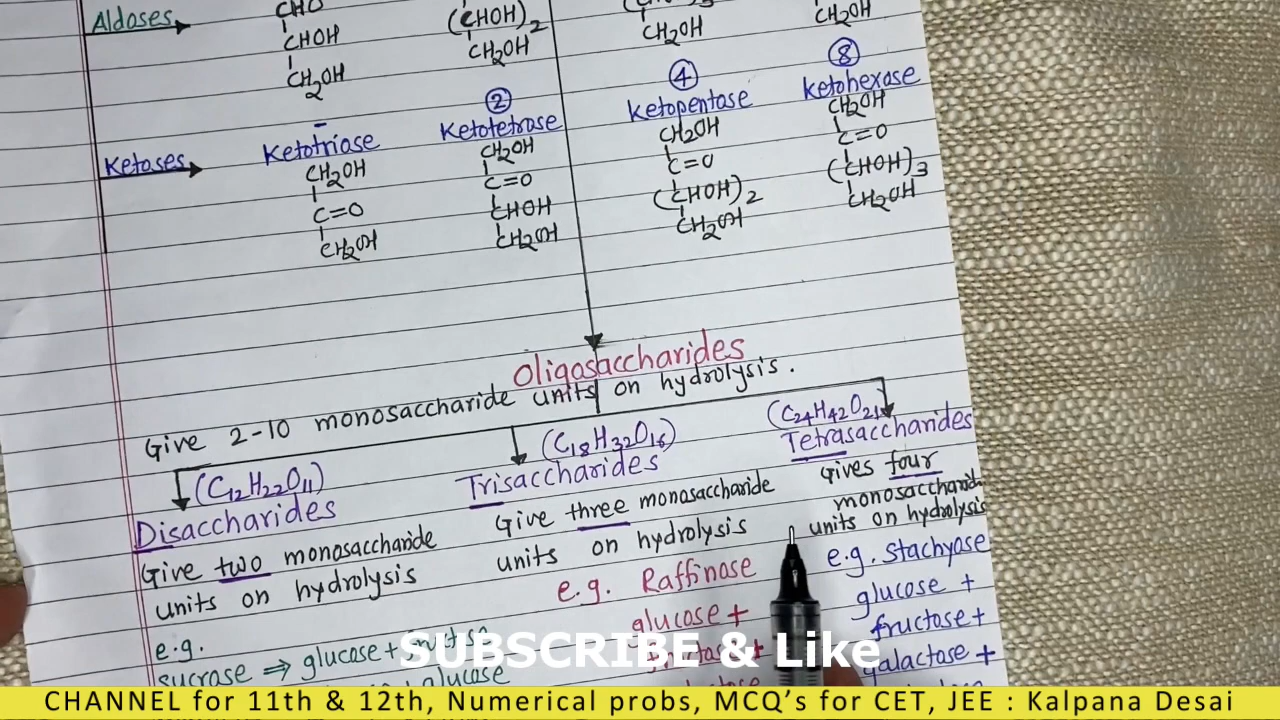 Aldoses
CHO
CHOH
CH2OH
(CHOH)2
CH2OH
CH2OH
CH2OH
Ketoses
-
Ketotriose
CH2OH
C=O
CH2OH
②
Ketotetrose
CH2OH
C=O
CHOH
CH2OH
④
Ketopentose
CH2OH
C=O
(CHOH)2
CH2OH
⑧
Ketohexose
CH2OH
C=O
(CHOH)3
CH2OH
Oligosaccharides
Give 2-10 monosaccharide units on hydrolysis.
(C12H22O11)
Disaccharides
Give two monosaccharide
units on hydrolysis
e.g.
sucrose ⇒ glucose +
glucose
(C18H32O16)
Trisaccharides
Give three monosaccharide
units on hydrolysis
e.g. Raffinose
glucose +
(C24H42O21)
Tetrasaccharides
Gives four
monosaccharide
units on hydrolysis
e.g. Stachyose
glucose +
fructose +
galactose +
SUBSCRIBE & Like
CHANNEL for 11th & 12th, Numerical probs, MCQ's for CET, JEE : Kalpana Desai